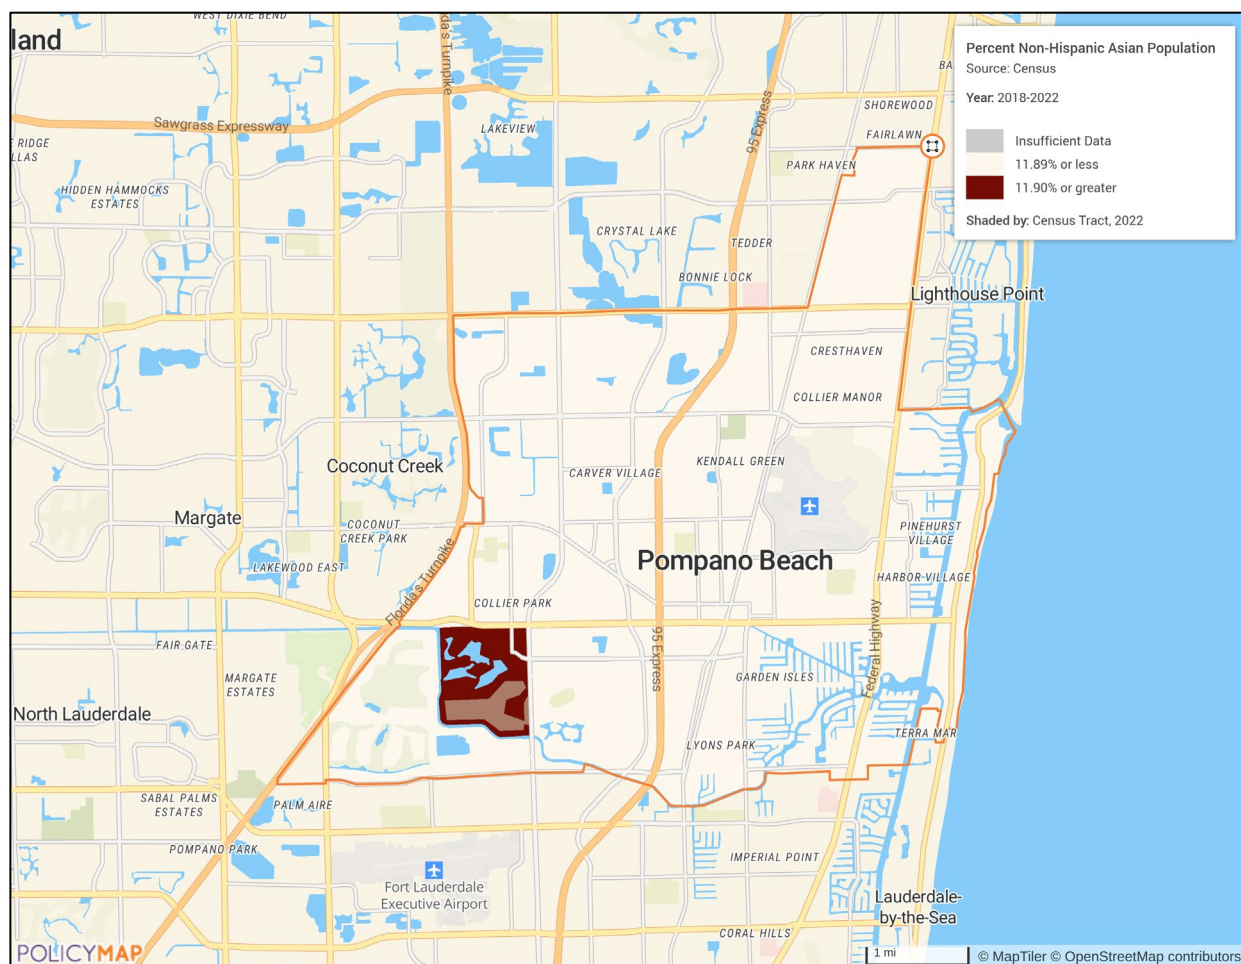 WEST DIXIE BEND
land
Florida's Turnpike
Percent Non-Hispanic Asian Population
Source: Census
Year: 2018-2022
Insufficient Data
11.89% or less
11.90% or greater
Shaded by: Census Tract, 2022
SHOREWOOD
FAIRLAWN
Sawgrass Expressway
LAKEVIEW
95 Express
PARK HAVEN
HIDDEN HAMMOCKS
ESTATES
CRYSTAL LAKE
TEDDER
BONNIE LOCK
Lighthouse Point
CRESTHAVEN
COLLIER MANOR
Coconut Creek
CARVER VILLAGE
KENDALL GREEN
Margate
COCONUT
CREEK PARK
PINEHURST
VILLAGE
Pompano Beach
LAKEWOOD EAST
HARBOR VILLAGE
Florida's Turnpike
COLLIER PARK
FAIR GATE
95 Express
Federal Highway
MARGATE
ESTATES
GARDEN ISLES
North Lauderdale
TERRA MAR
LYONS PARK
SABAL PALMS
ESTATES
PALM AIRE
POMPANO PARK
IMPERIAL POINT
Fort Lauderdale
Executive Airport
Lauderdale-
by-the-Sea
CORAL HILLS
POLICYMAP
1 mi
© MapTiler © OpenStreetMap contributors